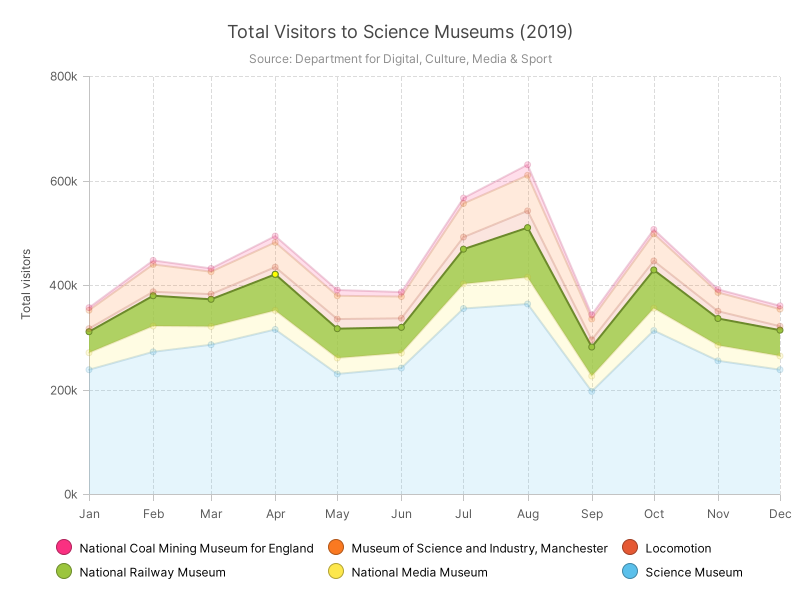 Total Visitors to Science Museums (2019)
Source: Department for Digital, Culture, Media & Sport
Total visitors
800k
600k
400k
200k
0k
Jan Feb Mar Apr May Jun Jul Aug Sep Oct Nov Dec
National Coal Mining Museum for England Museum of Science and Industry, Manchester Locomotion
National Railway Museum National Media Museum Science Museum